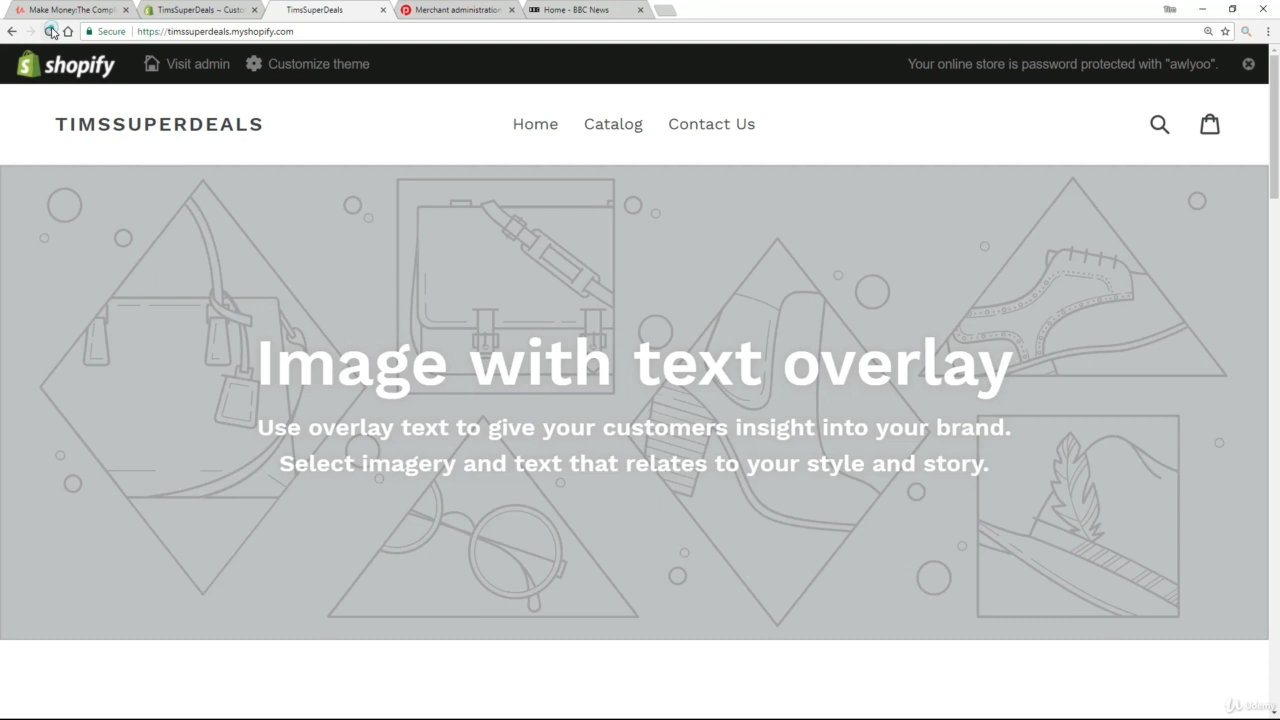 Make Money:The Compl
TimsSuperDeals – Custo
TimsSuperDeals
Merchant administration
Home - BBC News
Tim
Secure
https://timssuperdeals.myshopify.com
shopify
Visit admin
Customize theme
Your online store is password protected with "awlyoo".
TIMSSUPERDEALS
Home
Catalog
Contact Us
Image with text overlay
Use overlay text to give your customers insight into your brand.
Select imagery and text that relates to your style and story.
Udemy